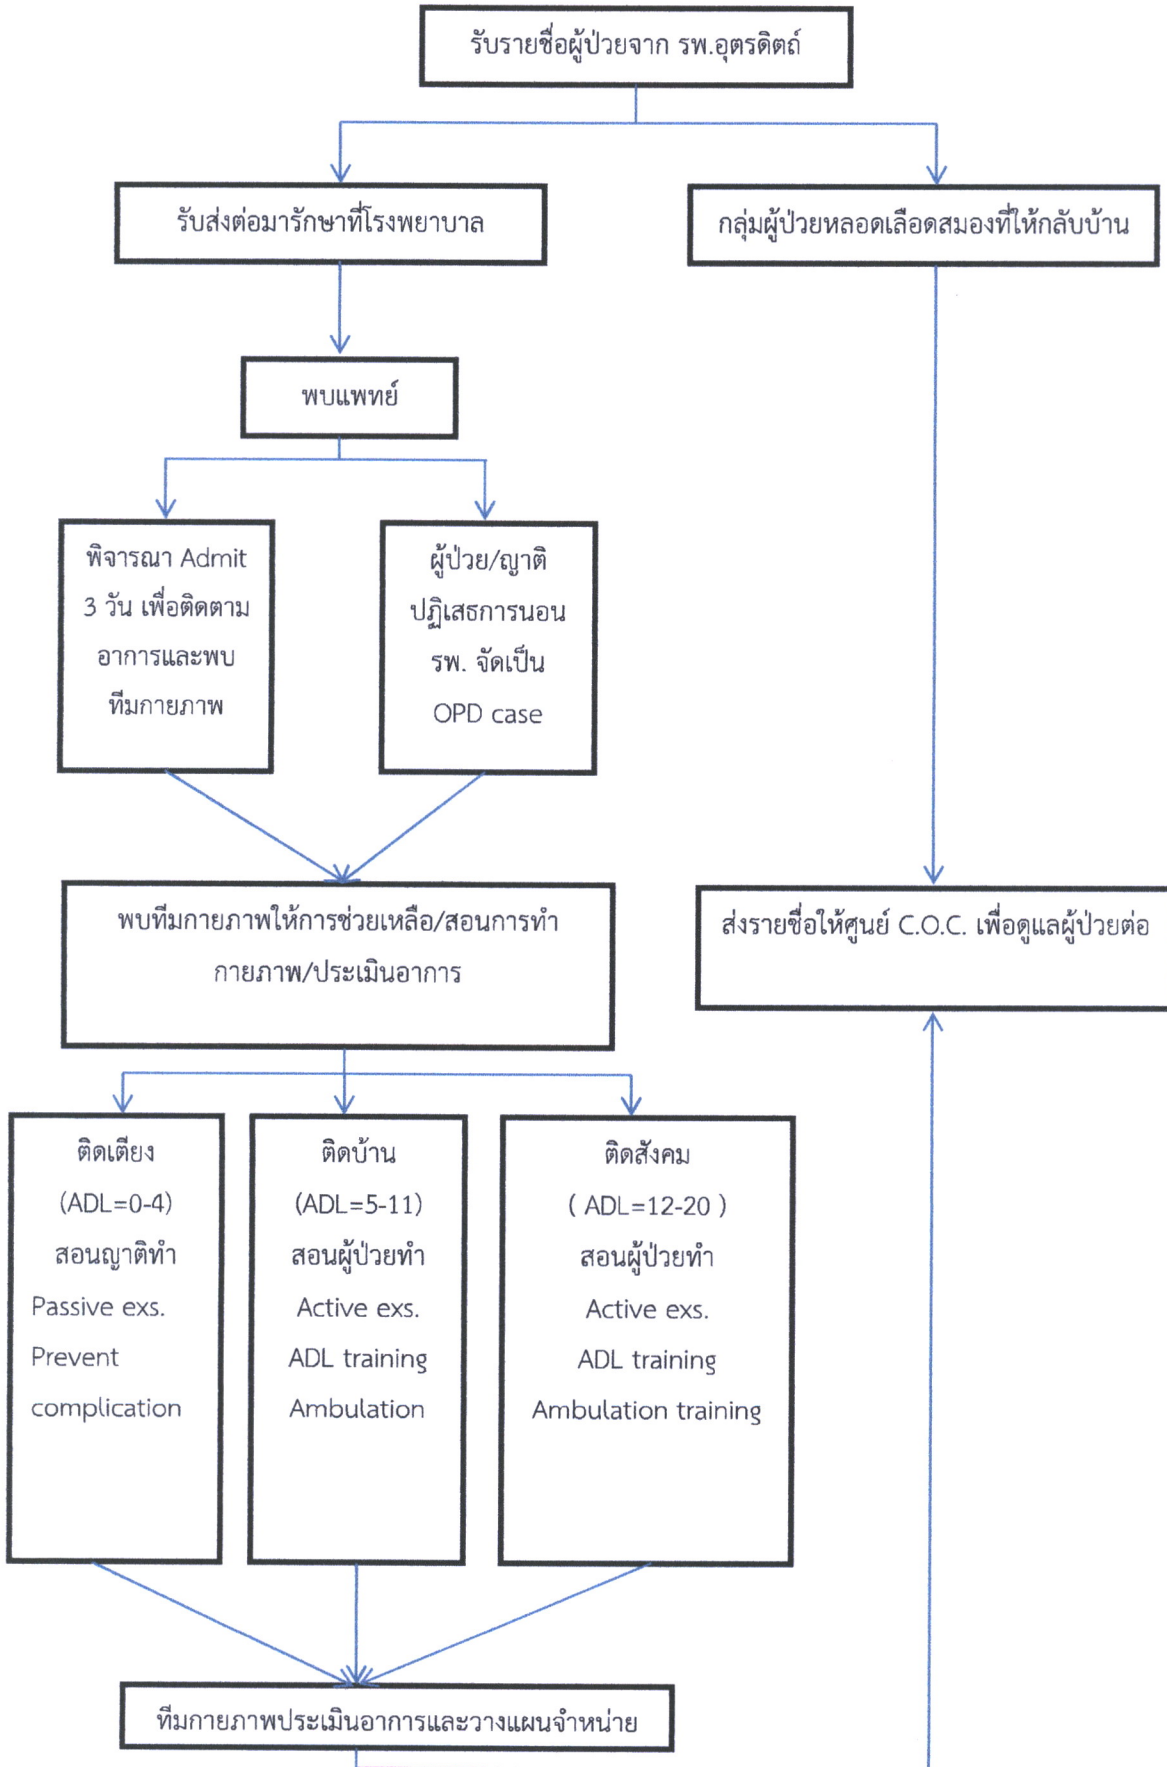 รับรายชื่อผู้ป่วยจาก รพ.อุตรดิตถ์
รับส่งต่อมารักษาที่โรงพยาบาล
กลุ่มผู้ป่วยหลอดเลือดสมองที่ให้กลับบ้าน
พบแพทย์
พิจารณา Admit
3 วัน เพื่อติดตาม
อาการและพบ
ทีมกายภาพ
ผู้ป่วย/ญาติ
ปฏิเสธการนอน
รพ. จัดเป็น
OPD case
พบทีมกายภาพให้การช่วยเหลือ/สอนการทำ
กายภาพ/ประเมินอาการ
ส่งรายชื่อให้ศูนย์ C.O.C. เพื่อดูแลผู้ป่วยต่อ
ติดเตียง
(ADL=0-4)
สอนญาติทำ
Passive exs.
Prevent
complication
ติดบ้าน
(ADL=5-11)
สอนผู้ป่วยทำ
Active exs.
ADL training
Ambulation
ติดสังคม
( ADL=12-20 )
สอนผู้ป่วยทำ
Active exs.
ADL training
Ambulation training
ทีมกายภาพประเมินอาการและวางแผนจำหน่าย